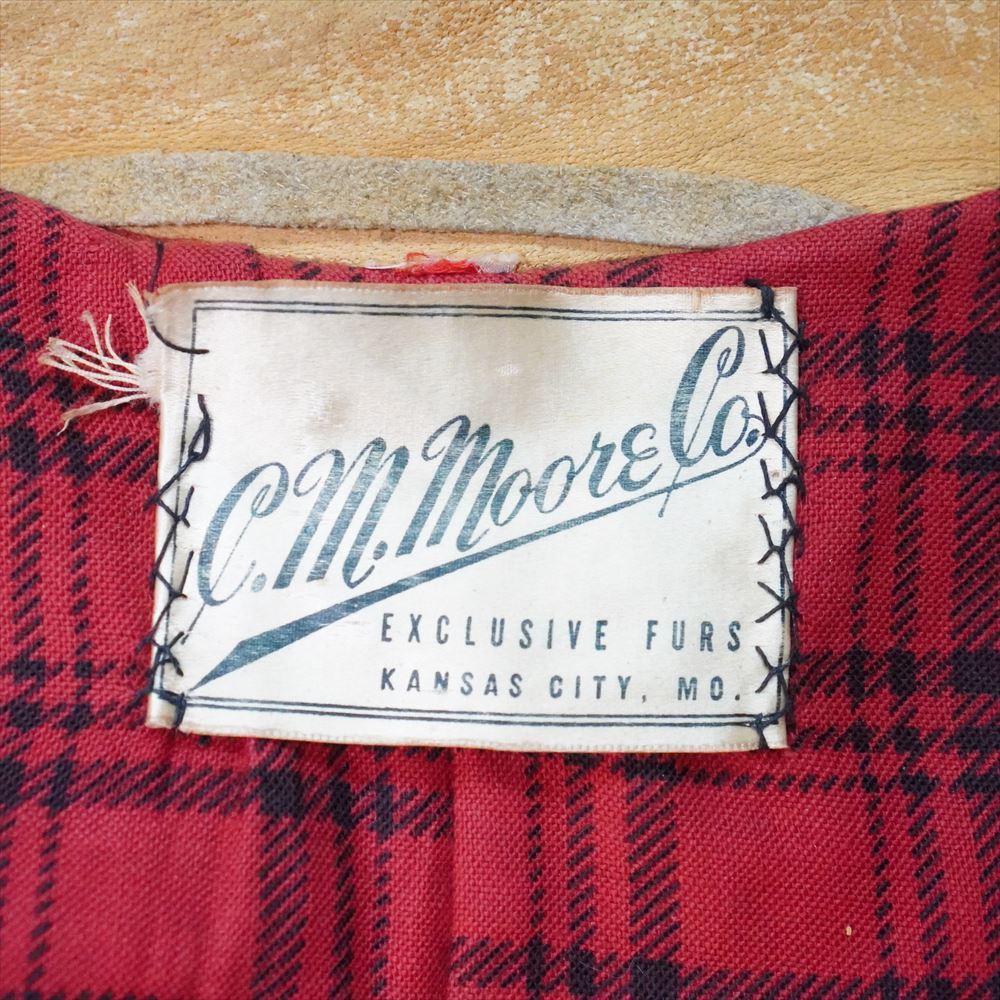 C.M. Moore & Co.
EXCLUSIVE FURS
KANSAS CITY, MO.